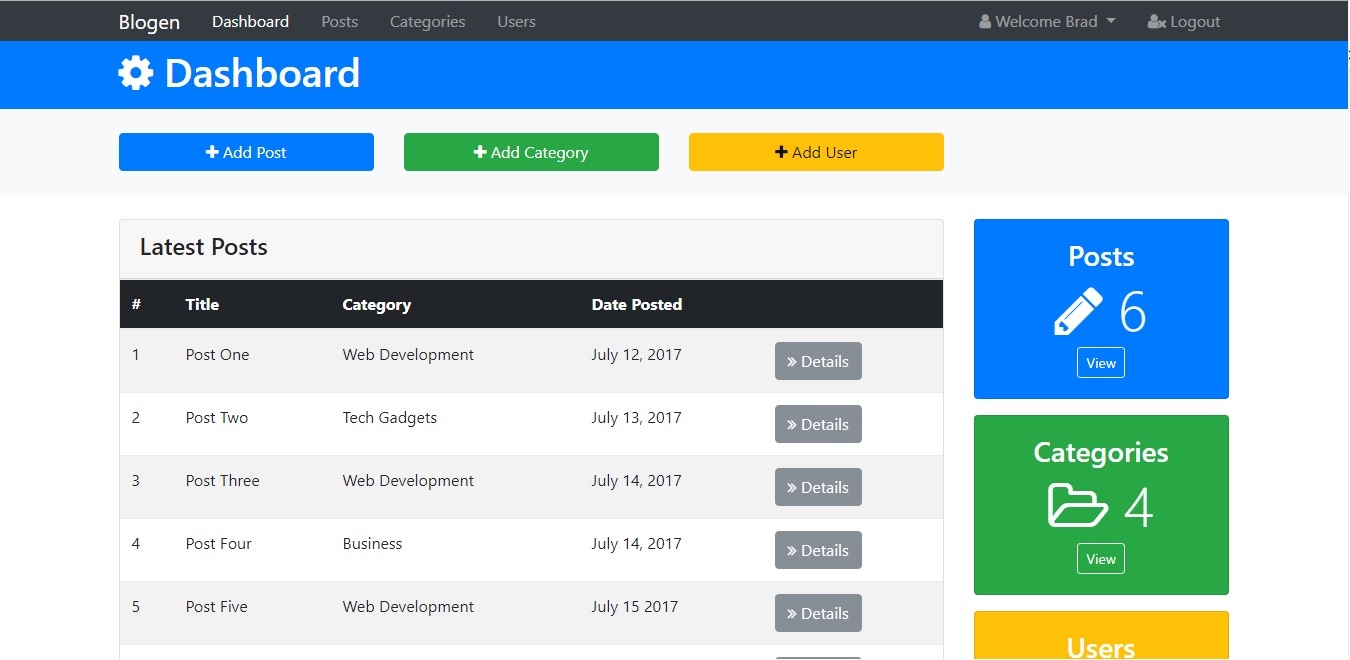 Blogen Dashboard Posts Categories Users Welcome Brad Logout
Dashboard
Add Post Add Category Add User
Latest Posts
# Title Category Date Posted
1 Post One Web Development July 12, 2017 » Details
2 Post Two Tech Gadgets July 13, 2017 » Details
3 Post Three Web Development July 14, 2017 » Details
4 Post Four Business July 14, 2017 » Details
5 Post Five Web Development July 15 2017 » Details
Posts
6
View
Categories
4
View
Users